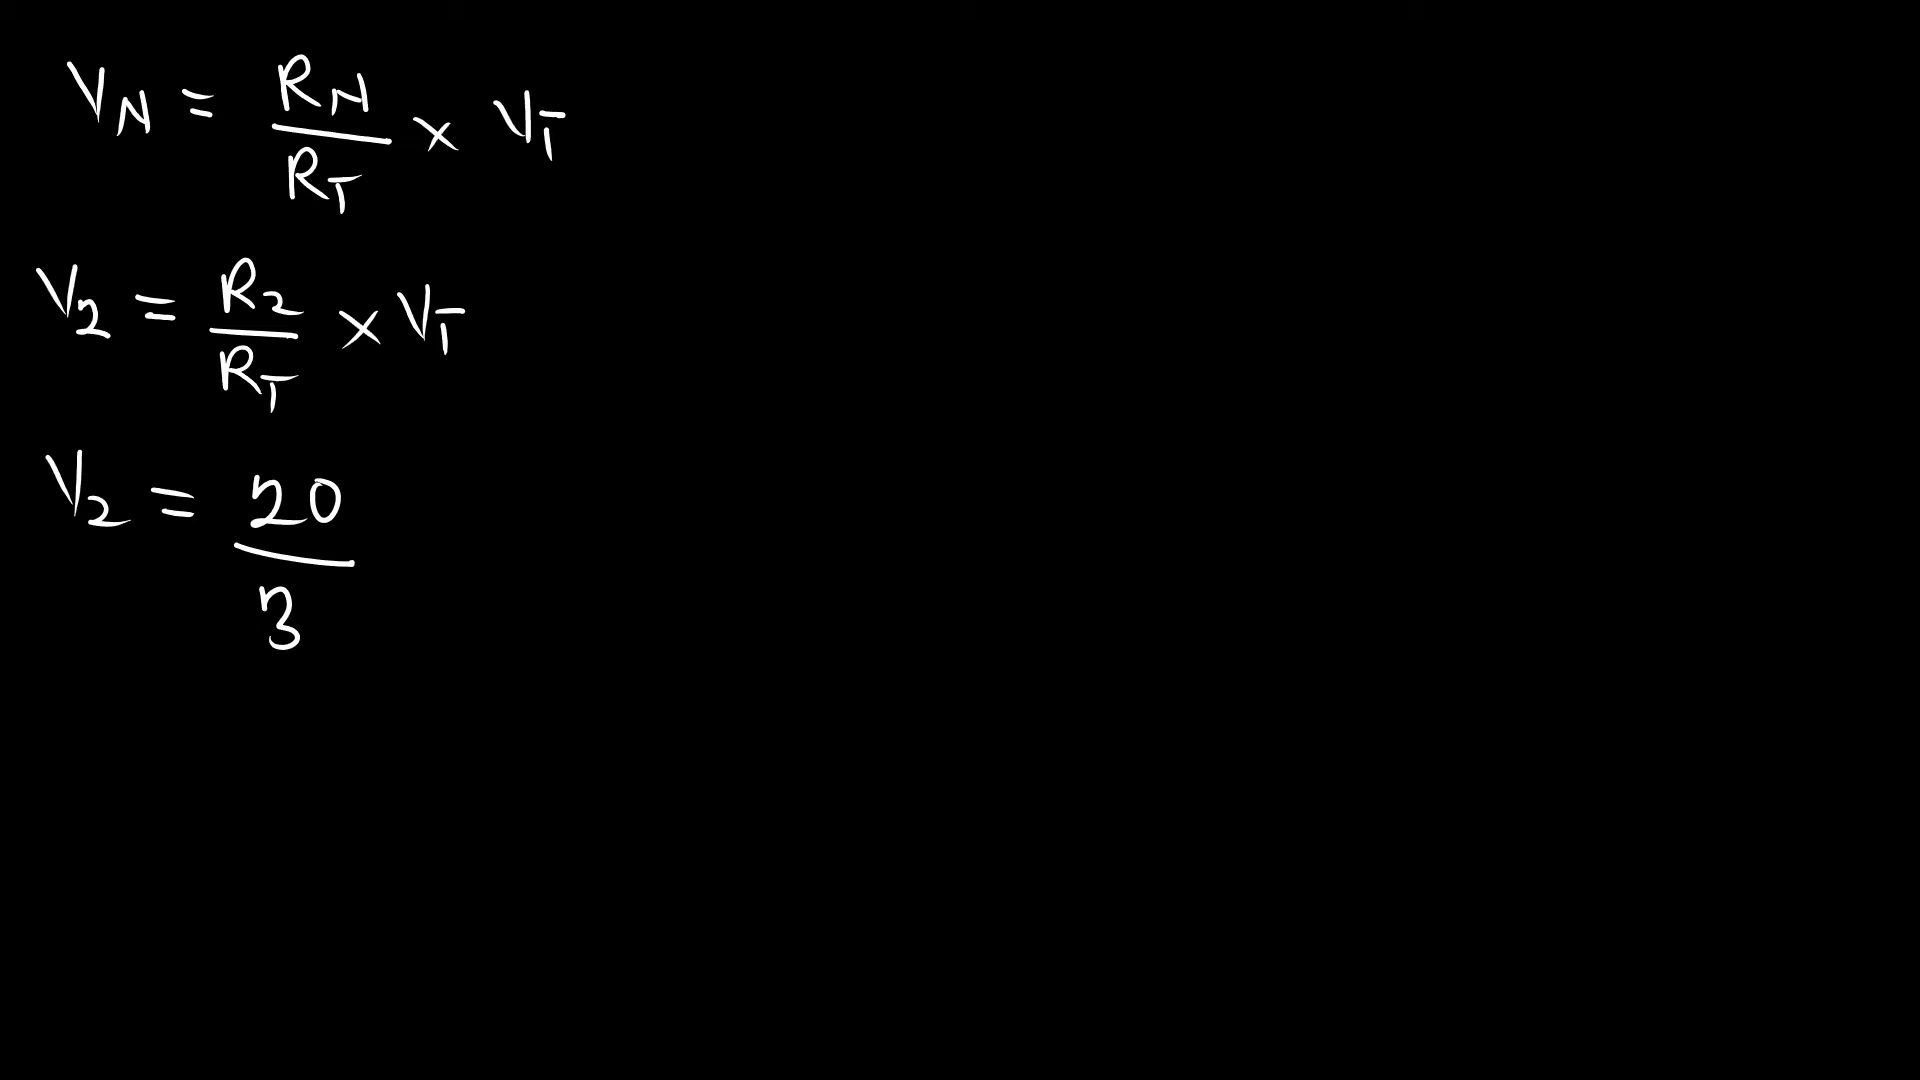 V_N = R_N/R_T × V_T
V_2 = R_2/R_T × V_T
V_2 = 20/3